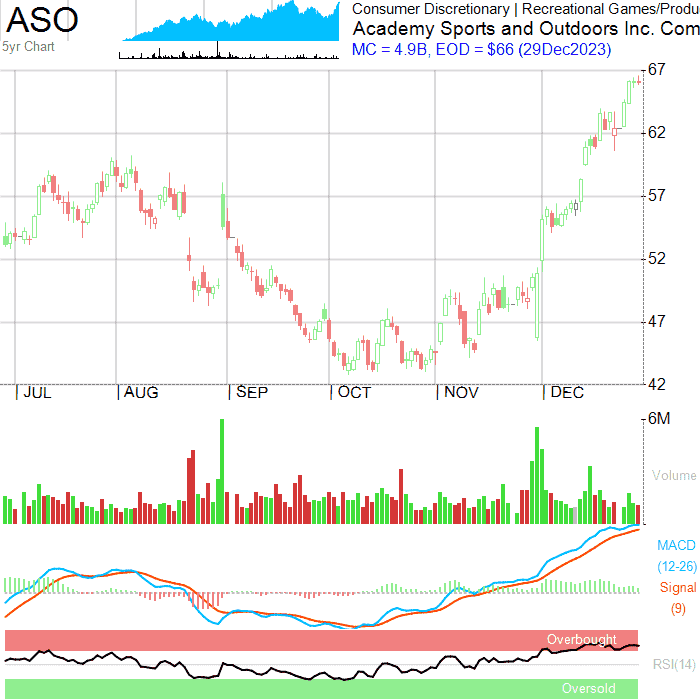 ASO
5yr Chart
Consumer Discretionary | Recreational Games/Produ
Academy Sports and Outdoors Inc. Com
MC = 4.9B, EOD = $66 (29Dec2023)
67
62
57
52
47
42
| JUL | AUG | SEP | OCT | NOV | DEC
6M
Volume
MACD
(12-26)
Signal
(9)
Overbought
RSI(14)
Oversold